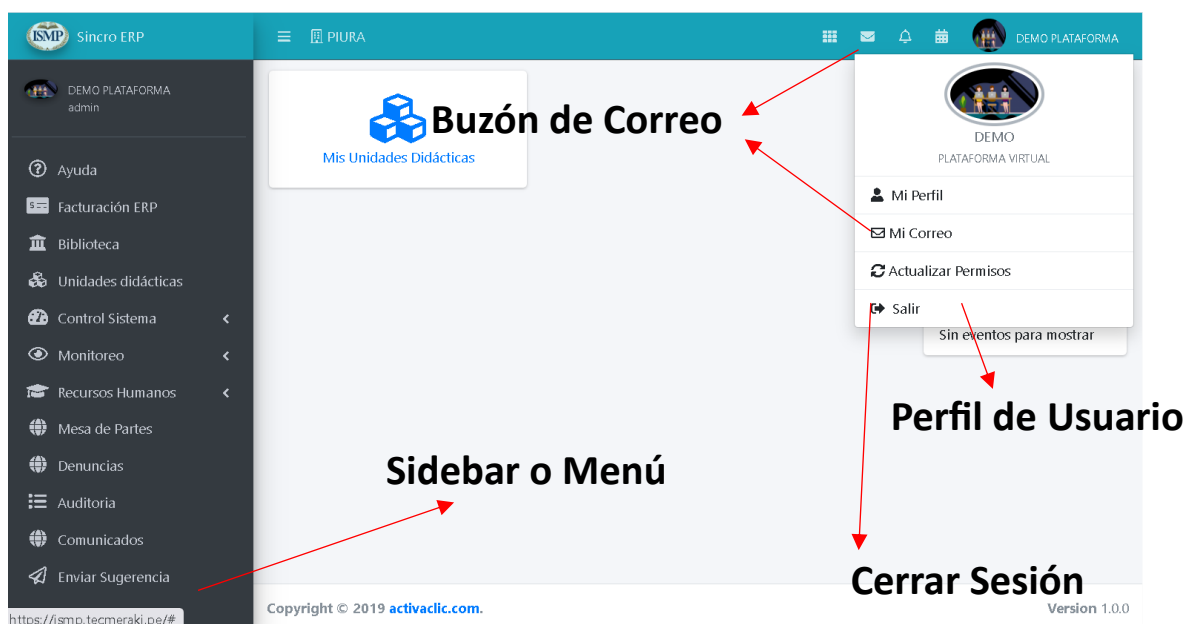 ISMP
Sincro ERP
PIURA
DEMO PLATAFORMA
DEMO PLATAFORMA
admin
Ayuda
Facturación ERP
Biblioteca
Unidades didácticas
Control Sistema
Monitoreo
Recursos Humanos
Mesa de Partes
Denuncias
Auditoria
Comunicados
Enviar Sugerencia
https://ismp.tecmeraki.pe/#
Mis Unidades Didácticas
Buzón de Correo
DEMO
PLATAFORMA VIRTUAL
Mi Perfil
Mi Correo
Actualizar Permisos
Salir
Sin eventos para mostrar
Perfil de Usuario
Sidebar o Menú
Cerrar Sesión
Copyright © 2019 activaclic.com.
Version 1.0.0